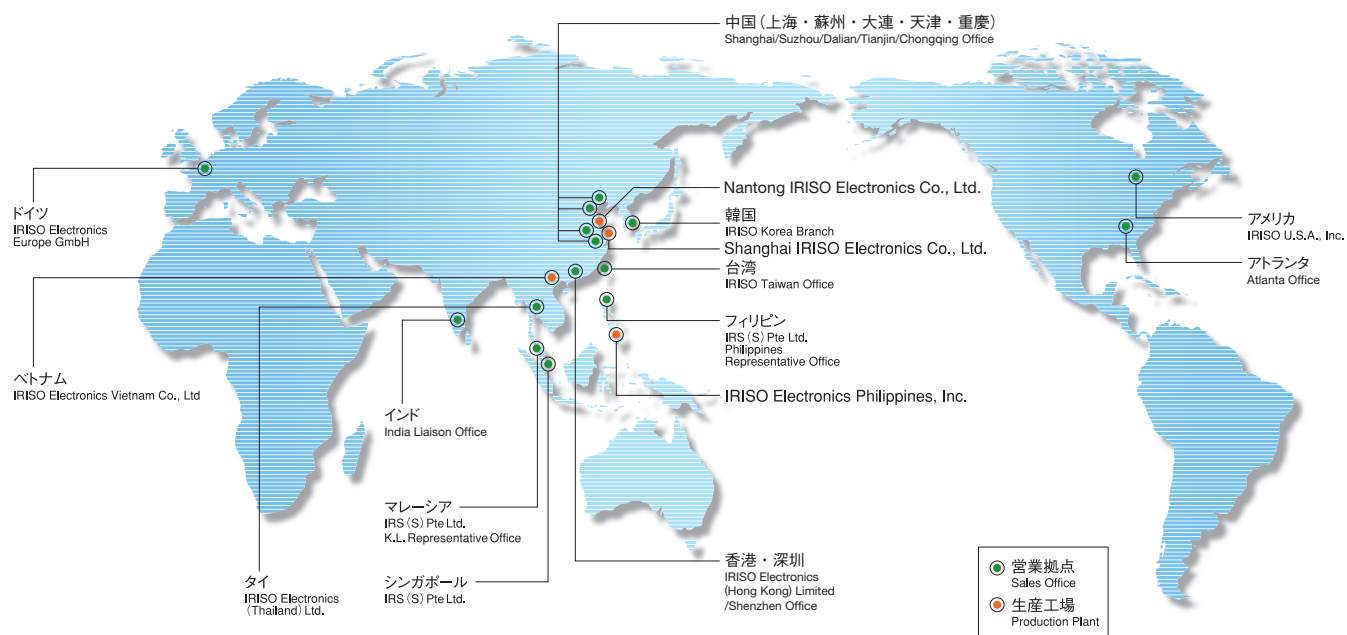 中国（上海・蘇州・大連・天津・重慶）
Shanghai/Suzhou/Dalian/Tianjin/Chongqing Office
ドイツ
IRISO Electronics
Europe GmbH
Nantong IRISO Electronics Co., Ltd.
韓国
IRISO Korea Branch
Shanghai IRISO Electronics Co., Ltd.
台湾
IRISO Taiwan Office
アメリカ
IRISO U.S.A., Inc.
アトランタ
Atlanta Office
フィリピン
IRS（S）Pte Ltd.
Philippines
Representative Office
ベトナム
IRISO Electronics Vietnam Co., Ltd
IRISO Electronics Philippines, Inc.
インド
India Liaison Office
マレーシア
IRS（S）Pte Ltd.
K.L. Representative Office
タイ
IRISO Electronics
（Thailand）Ltd.
シンガポール
IRS（S）Pte Ltd.
香港・深圳
IRISO Electronics
(Hong Kong) Limited
/Shenzhen Office
営業拠点
Sales Office
生産工場
Production Plant